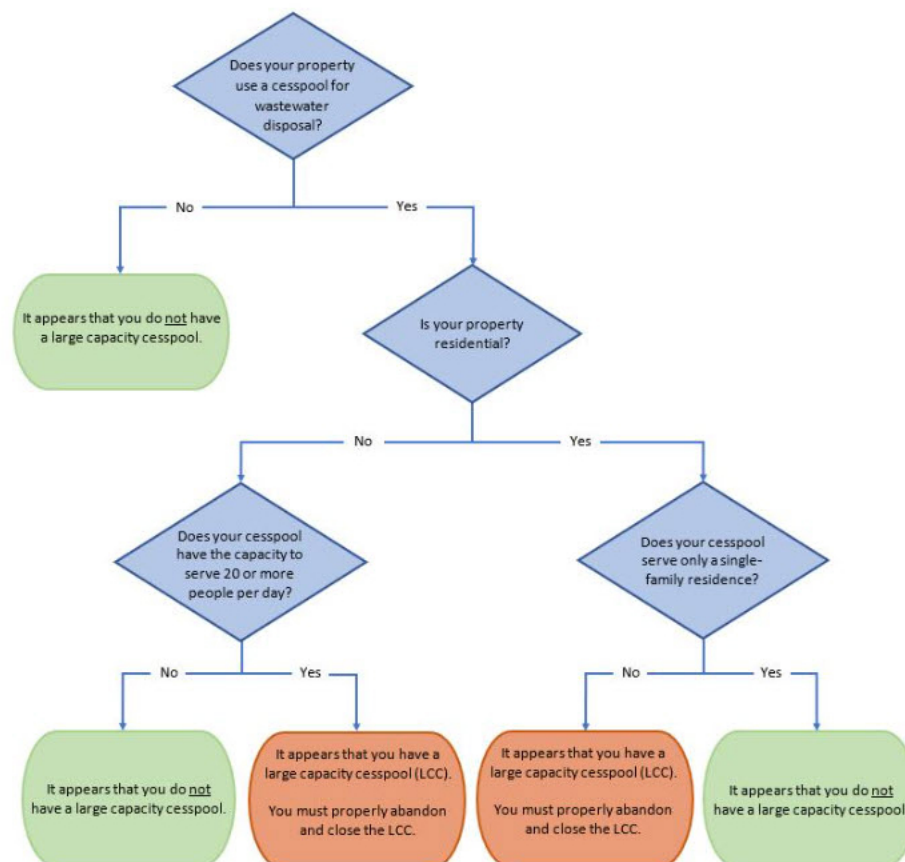 Does your property
use a cesspool for
wastewater
disposal?
No
Yes
It appears that you do not have
a large capacity cesspool.
Is your property
residential?
No
Yes
Does your cesspool
have the capacity to
serve 20 or more
people per day?
Does your cesspool
serve only a single-
family residence?
No
Yes
No
Yes
It appears that you do not
have a large capacity cesspool.
It appears that you have a
large capacity cesspool (LCC).
You must properly abandon
and close the LCC.
It appears that you have a
large capacity cesspool (LCC).
You must properly abandon
and close the LCC.
It appears that you do not
have a large capacity cesspool